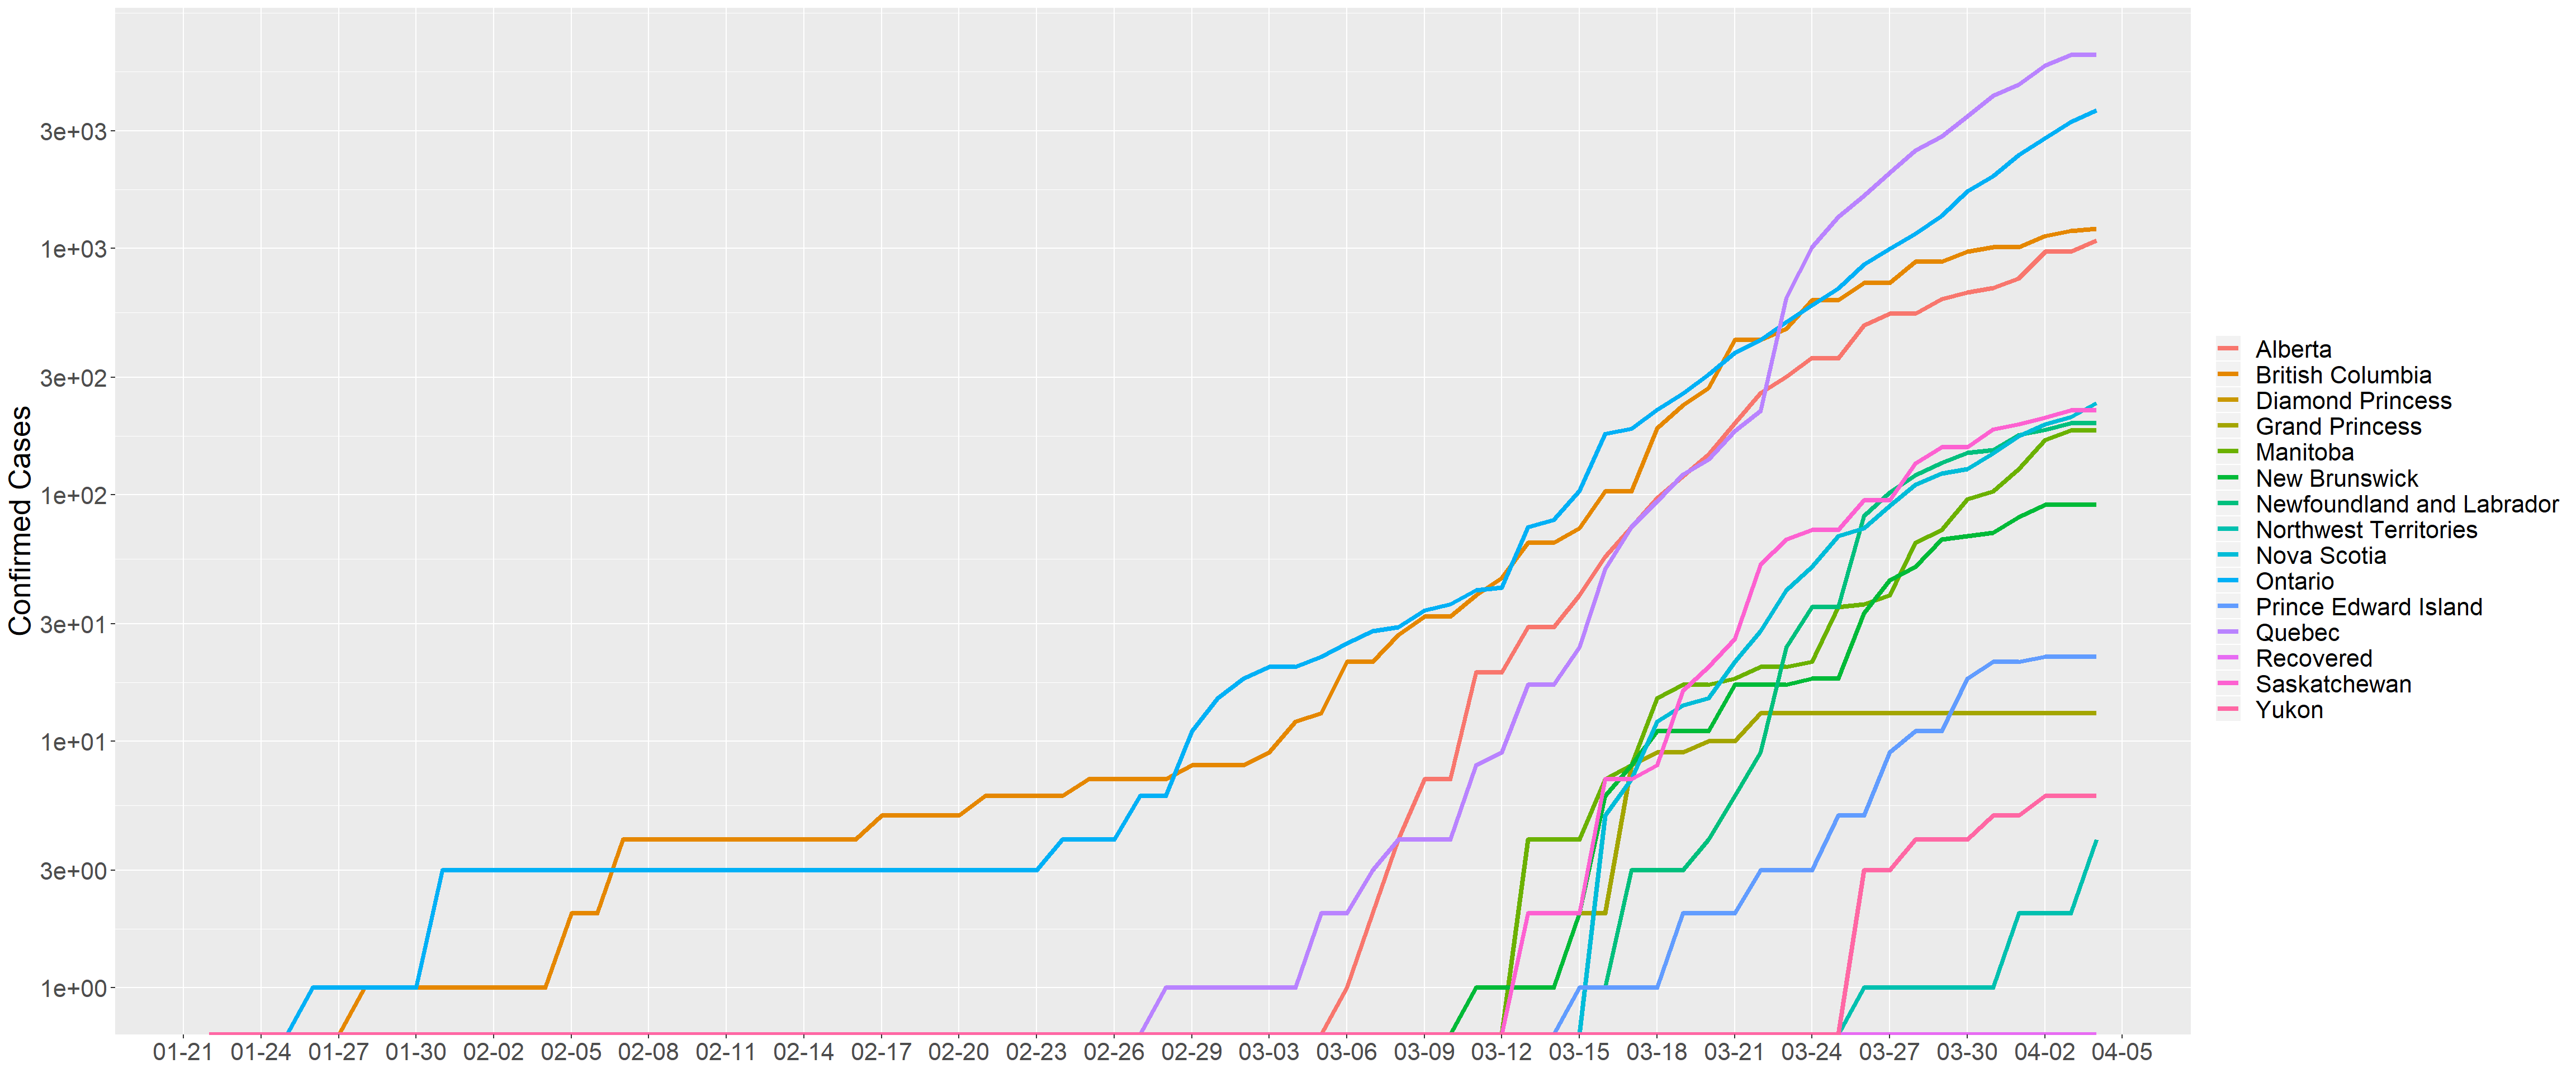 Confirmed Cases
3e+03
1e+03
3e+02
1e+02
3e+01
1e+01
3e+00
1e+00
01-21 01-24 01-27 01-30 02-02 02-05 02-08 02-11 02-14 02-17 02-20 02-23 02-26 02-29 03-03 03-06 03-09 03-12 03-15 03-18 03-21 03-24 03-27 03-30 04-02 04-05
Alberta
British Columbia
Diamond Princess
Grand Princess
Manitoba
New Brunswick
Newfoundland and Labrador
Northwest Territories
Nova Scotia
Ontario
Prince Edward Island
Quebec
Recovered
Saskatchewan
Yukon